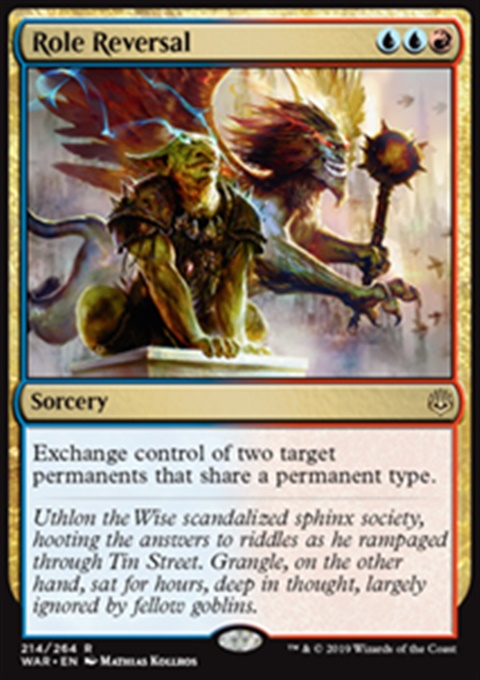 Role Reversal
Sorcery
Exchange control of two target
permanents that share a permanent type.
Uthlon the Wise scandalized sphinx society,
hooting the answers to riddles as he rampaged
through Tin Street. Grangle, on the other
hand, sat for hours, deep in thought, largely
ignored by fellow goblins.
214/264 R
WAR • EN Mathias Kollros
™ & © 2019 Wizards of the Coast